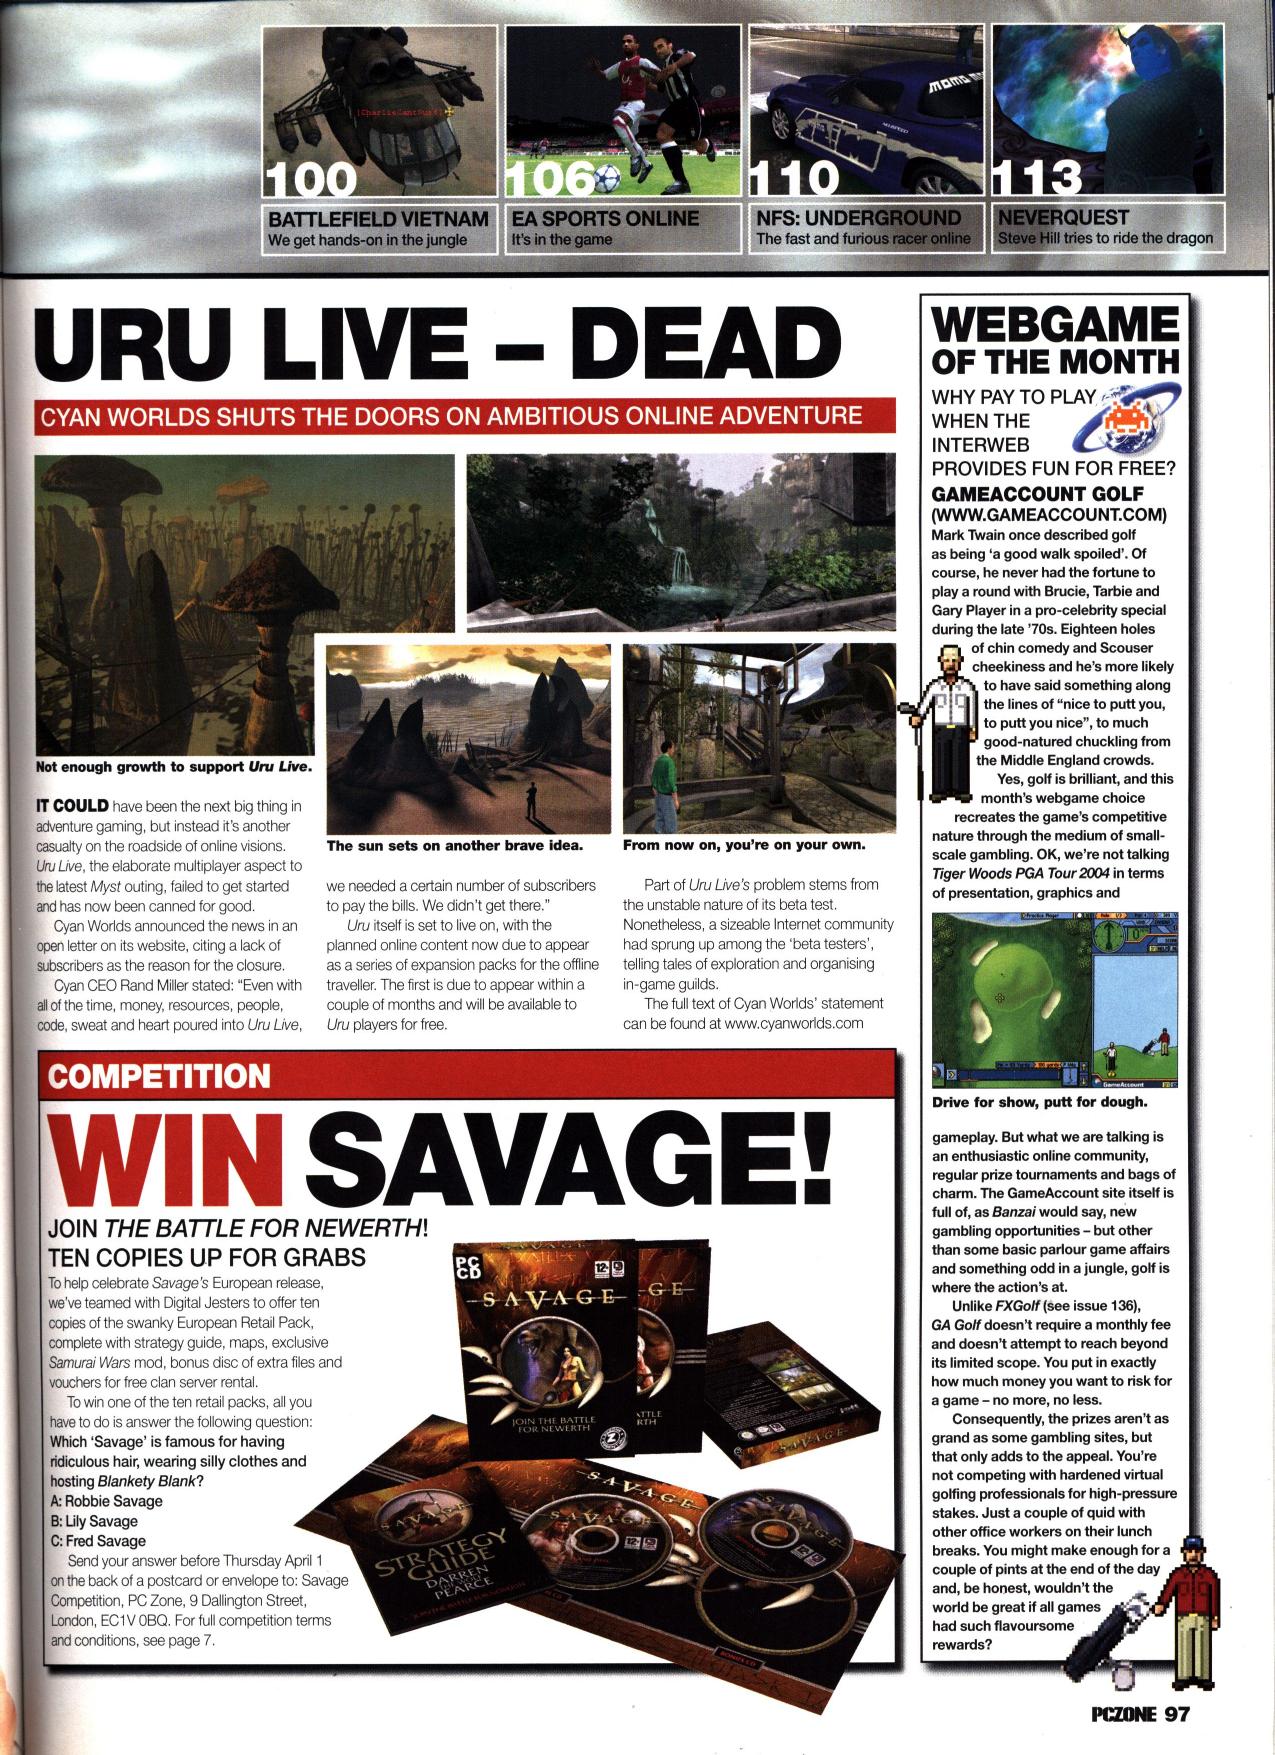 [CharlieCantSurf]
MOMO
100
106
110
113
BATTLEFIELD VIETNAM
We get hands-on in the jungle
EA SPORTS ONLINE
It's in the game
NFS: UNDERGROUND
The fast and furious racer online
NEVERQUEST
Steve Hill tries to ride the dragon
URU LIVE – DEAD
CYAN WORLDS SHUTS THE DOORS ON AMBITIOUS ONLINE ADVENTURE
Not enough growth to support Uru Live.
The sun sets on another brave idea.
From now on, you're on your own.
IT COULD have been the next big thing in
adventure gaming, but instead it's another
casualty on the roadside of online visions.
Uru Live, the elaborate multiplayer aspect to
the latest Myst outing, failed to get started
and has now been canned for good.
Cyan Worlds announced the news in an
open letter on its website, citing a lack of
subscribers as the reason for the closure.
Cyan CEO Rand Miller stated: "Even with
all of the time, money, resources, people,
code, sweat and heart poured into Uru Live,
we needed a certain number of subscribers
to pay the bills. We didn't get there."
Uru itself is set to live on, with the
planned online content now due to appear
as a series of expansion packs for the offline
traveller. The first is due to appear within a
couple of months and will be available to
Uru players for free.
Part of Uru Live's problem stems from
the unstable nature of its beta test.
Nonetheless, a sizeable Internet community
had sprung up among the 'beta testers',
telling tales of exploration and organising
in-game guilds.
The full text of Cyan Worlds' statement
can be found at www.cyanworlds.com
COMPETITION
WIN SAVAGE!
JOIN THE BATTLE FOR NEWERTH!
TEN COPIES UP FOR GRABS
To help celebrate Savage's European release,
we've teamed with Digital Jesters to offer ten
copies of the swanky European Retail Pack,
complete with strategy guide, maps, exclusive
Samurai Wars mod, bonus disc of extra files and
vouchers for free clan server rental.
To win one of the ten retail packs, all you
have to do is answer the following question:
Which 'Savage' is famous for having
ridiculous hair, wearing silly clothes and
hosting Blankety Blank?
A: Robbie Savage
B: Lily Savage
C: Fred Savage
Send your answer before Thursday April 1
on the back of a postcard or envelope to: Savage
Competition, PC Zone, 9 Dallington Street,
London, EC1V 0BQ. For full competition terms
and conditions, see page 7.
PC
CD
12+
SAVAGE
JOIN THE BATTLE
FOR NEWERTH
SAVAGE
SAVAGE
STRATEGY
GUIDE
DARREN
PEARCE
SAVAGE
SAVAGE
SAVAGE
BONUS CD
WEBGAME
OF THE MONTH
WHY PAY TO PLAY
WHEN THE
INTERWEB
PROVIDES FUN FOR FREE?
GAMEACCOUNT GOLF
(WWW.GAMEACCOUNT.COM)
Mark Twain once described golf
as being 'a good walk spoiled'. Of
course, he never had the fortune to
play a round with Brucie, Tarbie and
Gary Player in a pro-celebrity special
during the late '70s. Eighteen holes
of chin comedy and Scouser
cheekiness and he's more likely
to have said something along
the lines of "nice to putt you,
to putt you nice", to much
good-natured chuckling from
the Middle England crowds.
Yes, golf is brilliant, and this
month's webgame choice
recreates the game's competitive
nature through the medium of small-
scale gambling. OK, we're not talking
Tiger Woods PGA Tour 2004 in terms
of presentation, graphics and
GameAccount
Drive for show, putt for dough.
gameplay. But what we are talking is
an enthusiastic online community,
regular prize tournaments and bags of
charm. The GameAccount site itself is
full of, as Banzai would say, new
gambling opportunities – but other
than some basic parlour game affairs
and something odd in a jungle, golf is
where the action's at.
Unlike FXGolf (see issue 136),
GA Golf doesn't require a monthly fee
and doesn't attempt to reach beyond
its limited scope. You put in exactly
how much money you want to risk for
a game – no more, no less.
Consequently, the prizes aren't as
grand as some gambling sites, but
that only adds to the appeal. You're
not competing with hardened virtual
golfing professionals for high-pressure
stakes. Just a couple of quid with
other office workers on their lunch
breaks. You might make enough for a
couple of pints at the end of the day
and, be honest, wouldn't the
world be great if all games
had such flavoursome
rewards?
PCZONE 97